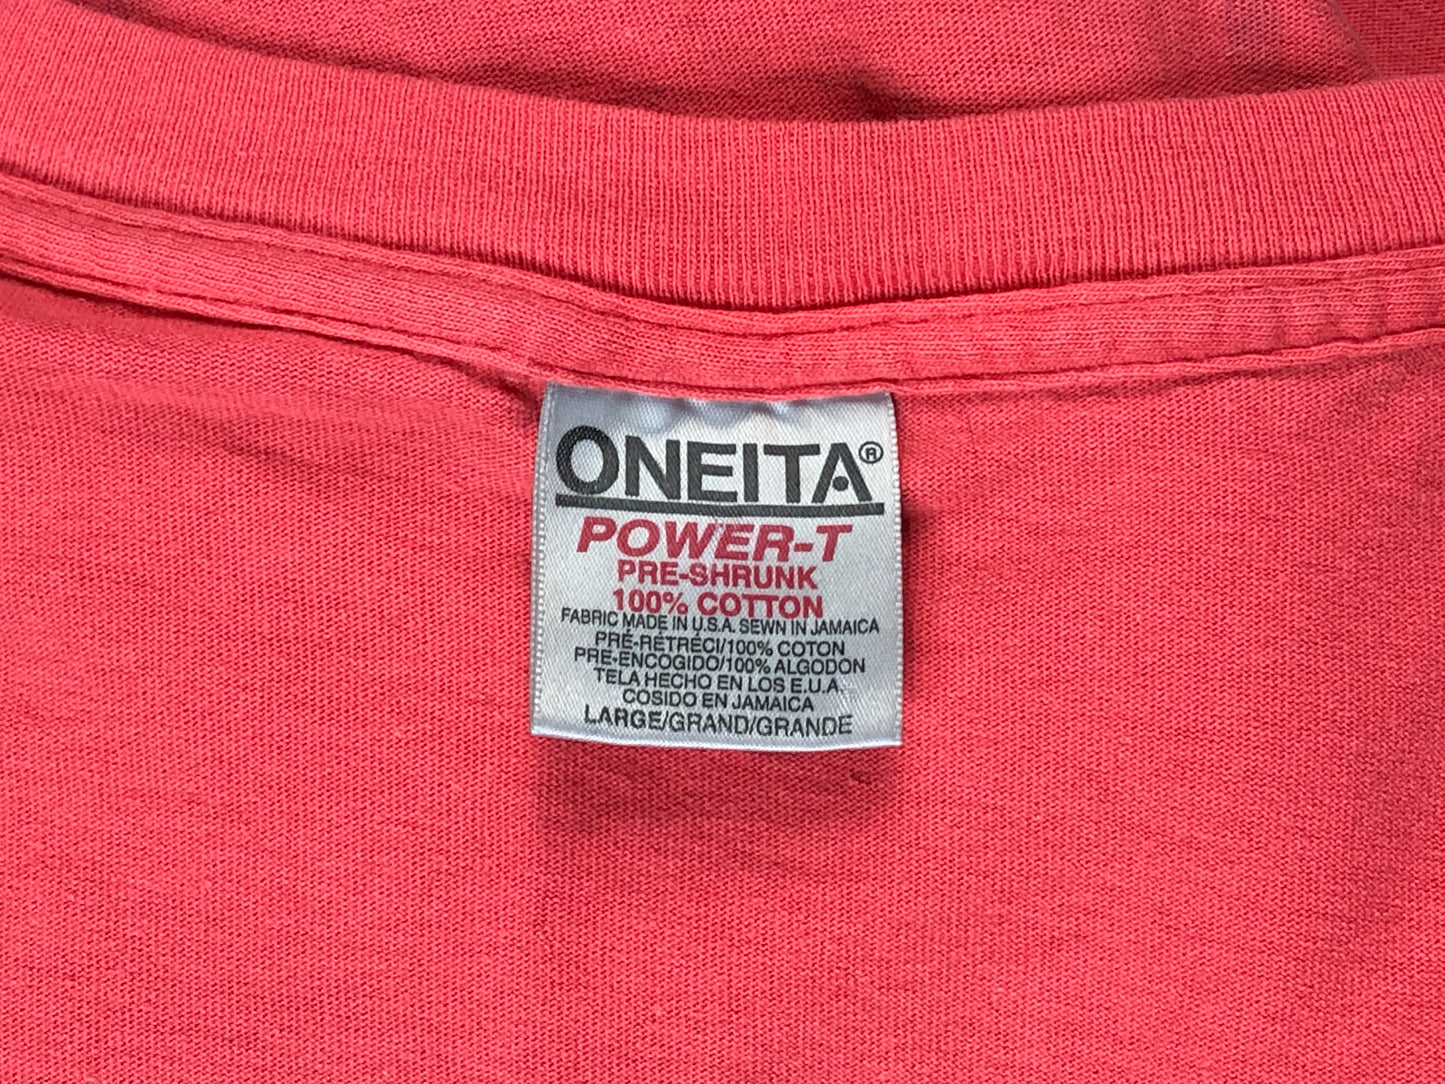 ONEITA®
POWER-T
PRE-SHRUNK
100% COTTON
FABRIC MADE IN U.S.A. SEWN IN JAMAICA
PRÉ-RÉTRÉCI/100% COTON
PRE-ENCOGIDO/100% ALGODON
TELA HECHO EN LOS E.U.A.
COSIDO EN JAMAICA
LARGE/GRAND/GRANDE